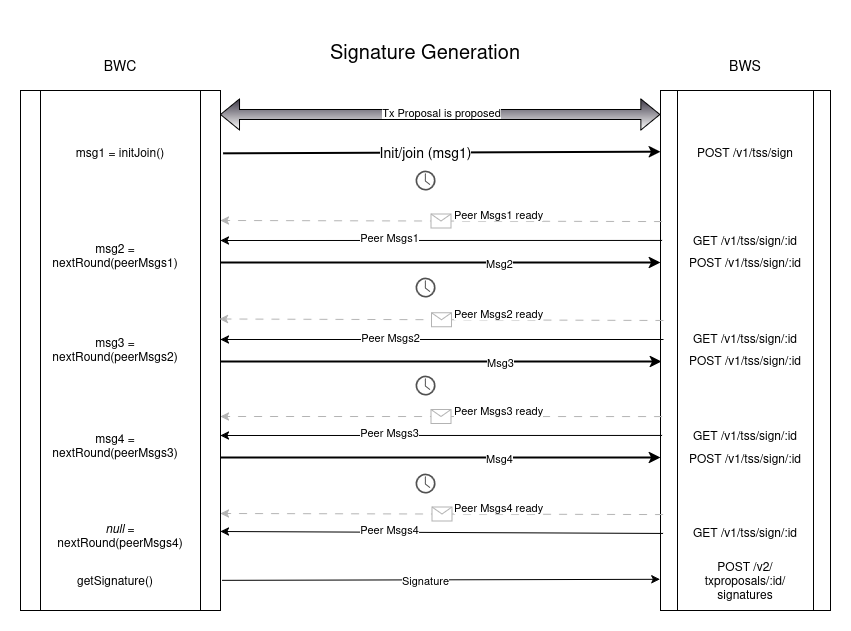 Signature Generation
BWC
BWS
Tx Proposal is proposed
msg1 = initJoin()
Init/join (msg1)
POST /v1/tss/sign
Peer Msgs1 ready
Peer Msgs1
GET /v1/tss/sign/:id
msg2 =
nextRound(peerMsgs1)
Msg2
POST /v1/tss/sign/:id
Peer Msgs2 ready
Peer Msgs2
GET /v1/tss/sign/:id
msg3 =
nextRound(peerMsgs2)
Msg3
POST /v1/tss/sign/:id
Peer Msgs3 ready
Peer Msgs3
GET /v1/tss/sign/:id
msg4 =
nextRound(peerMsgs3)
Msg4
POST /v1/tss/sign/:id
Peer Msgs4 ready
Peer Msgs4
GET /v1/tss/sign/:id
null =
nextRound(peerMsgs4)
getSignature()
Signature
POST /v2/
txproposals/:id/
signatures